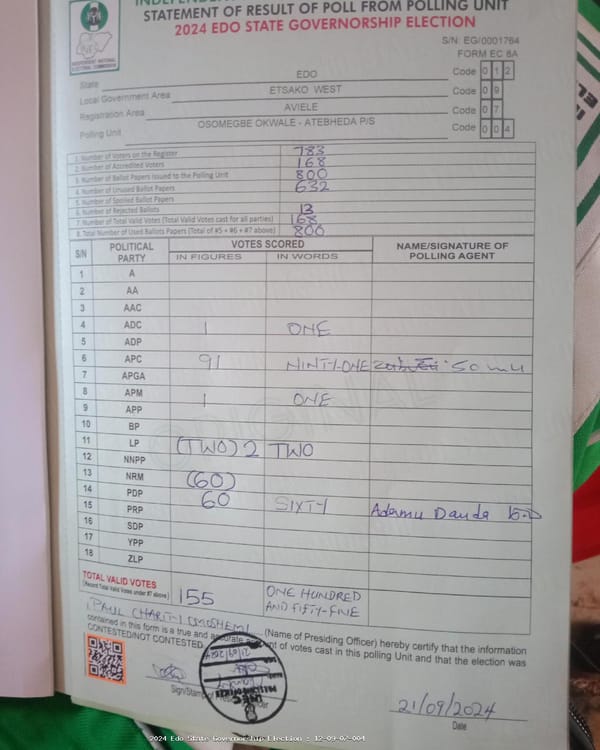 STATEMENT OF RESULT OF POLL FROM POLLING UNIT
2024 EDO STATE GOVERNORSHIP ELECTION
INDEPENDENT NATIONAL ELECTORAL COMMISSION
S/N: EG/0001764
FORM EC 8A
State EDO Code 0 1 2
Local Government Area ETSAKO WEST Code 0 9
Registration Area AVIELE Code 0 7
Polling Unit OSOMEGBE OKWALE - ATEBHEDA P/S Code 0 0 4
1. Number of Voters on the Register 783
2. Number of Accredited Voters 168
3. Number of Ballot Papers Issued to the Polling Unit 800
4. Number of Unused Ballot Papers 632
5. Number of Spoiled Ballot Papers
6. Number of Rejected Ballots 13
7. Number of Total Valid Votes (Total Valid Votes cast for all parties) 168
8. Total Number of Used Ballots Papers (Total of #5 + #6 + #7 above) 800
S/N POLITICAL PARTY VOTES SCORED NAME/SIGNATURE OF POLLING AGENT
IN FIGURES IN WORDS
1 A
2 AA
3 AAC
4 ADC 1 ONE
5 ADP
6 APC 91 NINTY-ONE
7 APGA
8 APM 1 ONE
9 APP
10 BP
11 LP (TWO) 2 TWO
12 NNPP
13 NRM (60)
14 PDP 60 SIXTY Adamu Dauda
15 PRP
16 SDP
17 YPP
18 ZLP
TOTAL VALID VOTES 155 ONE HUNDRED AND FIFTY-FIVE
(Record Total Valid Votes under #7 above)
I, PAUL CHARITY OMOSHEMI (Name of Presiding Officer) hereby certify that the information
contained in this form is a true and accurate account of votes cast in this polling Unit and that the election was
CONTESTED/NOT CONTESTED.
21/09/2024
Sign/Stamp of Presiding Officer
21/09/2024
Date
2024 Edo State Governorship Election : 12-09-07-004